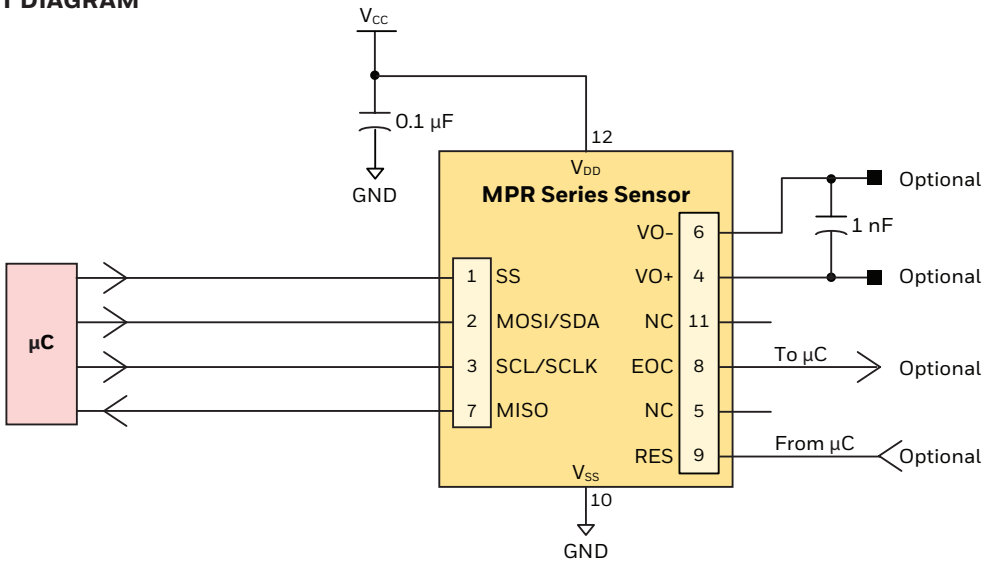 T DIAGRAM
VCC
0.1 µF
GND
12
VDD
MPR Series Sensor
µC
1 SS
2 MOSI/SDA
3 SCL/SCLK
7 MISO
VO- 6
VO+ 4
NC 11
EOC 8
NC 5
RES 9
Optional
1 nF
Optional
To µC
Optional
From µC
Optional
VSS
10
GND